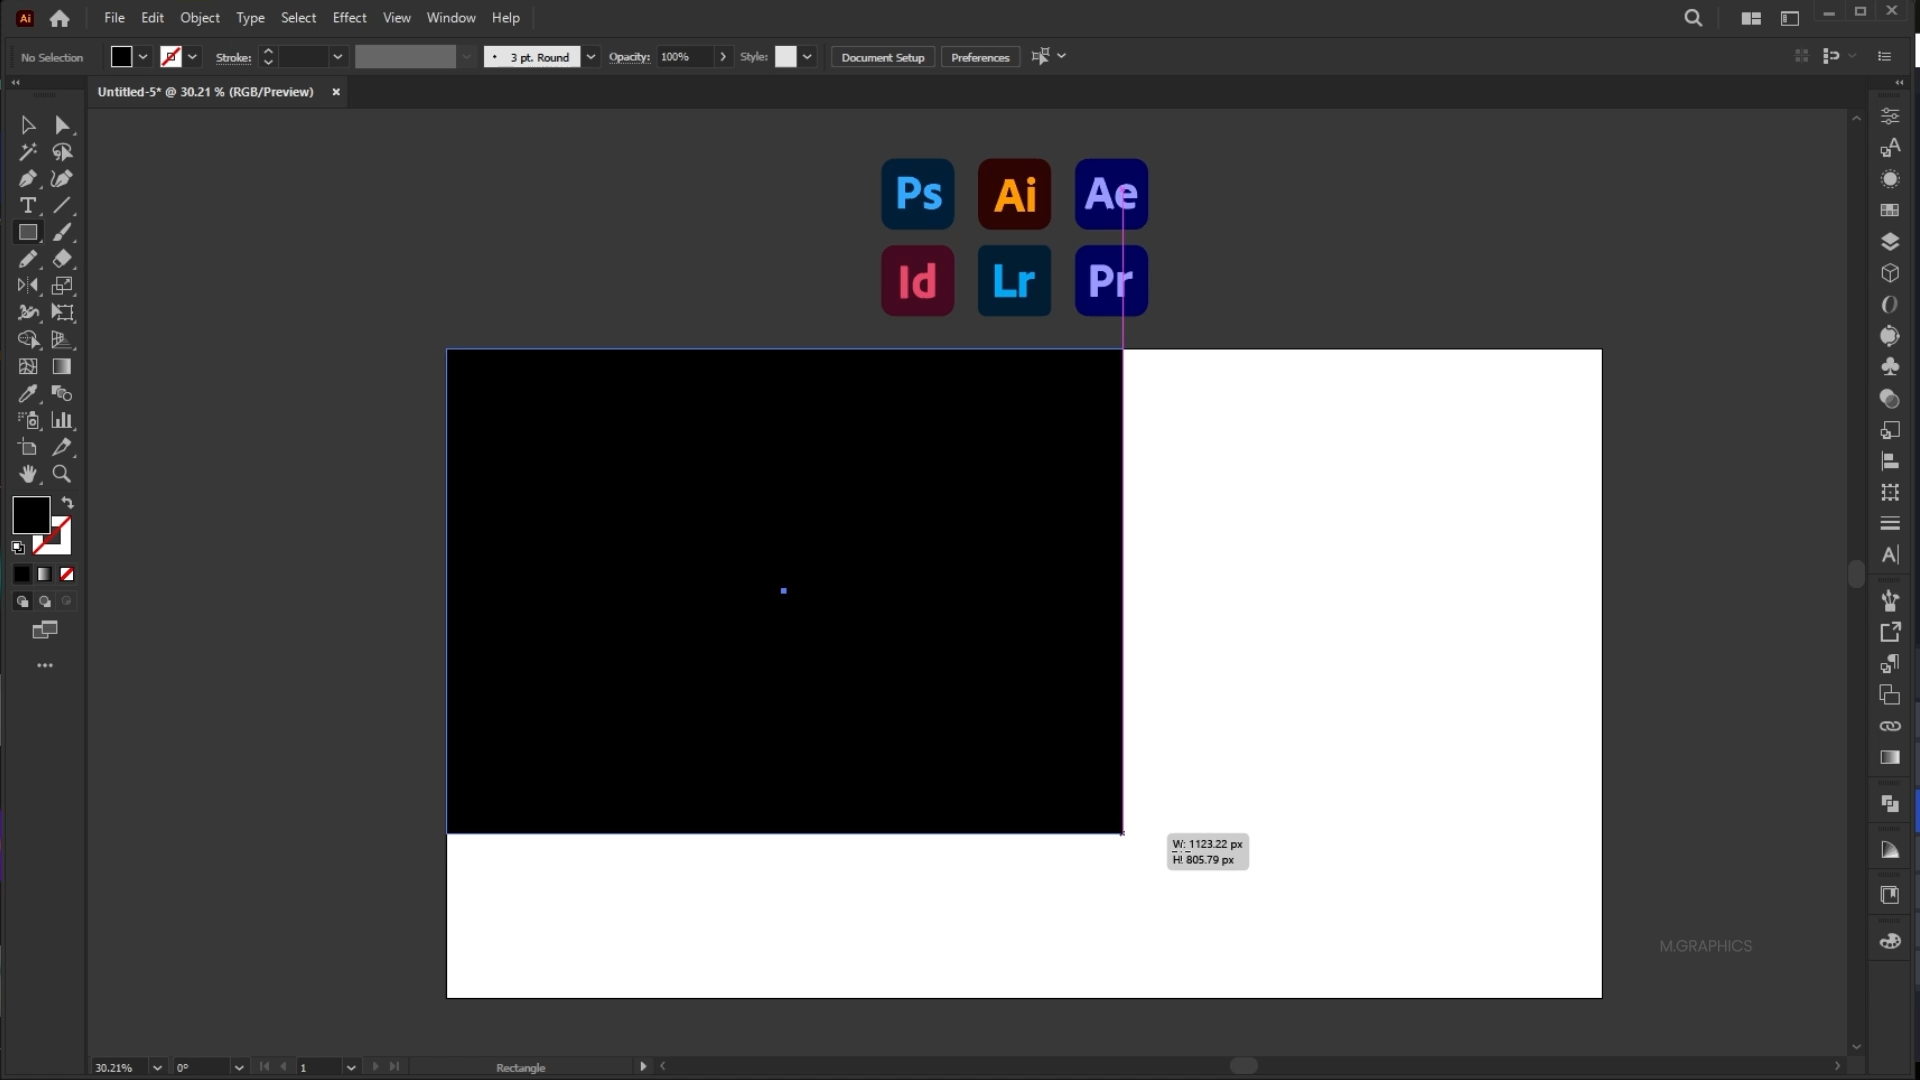 Ai File Edit Object Type Select Effect View Window Help
No Selection Stroke: 3 pt. Round Opacity: 100% Style: Document Setup Preferences
Untitled-5* @ 30.21 % (RGB/Preview) ×
Ps Ai Ae
Id Lr Pr
W: 1123.22 px
H: 805.79 px
M.GRAPHICS
30.21% 0° 1 Rectangle